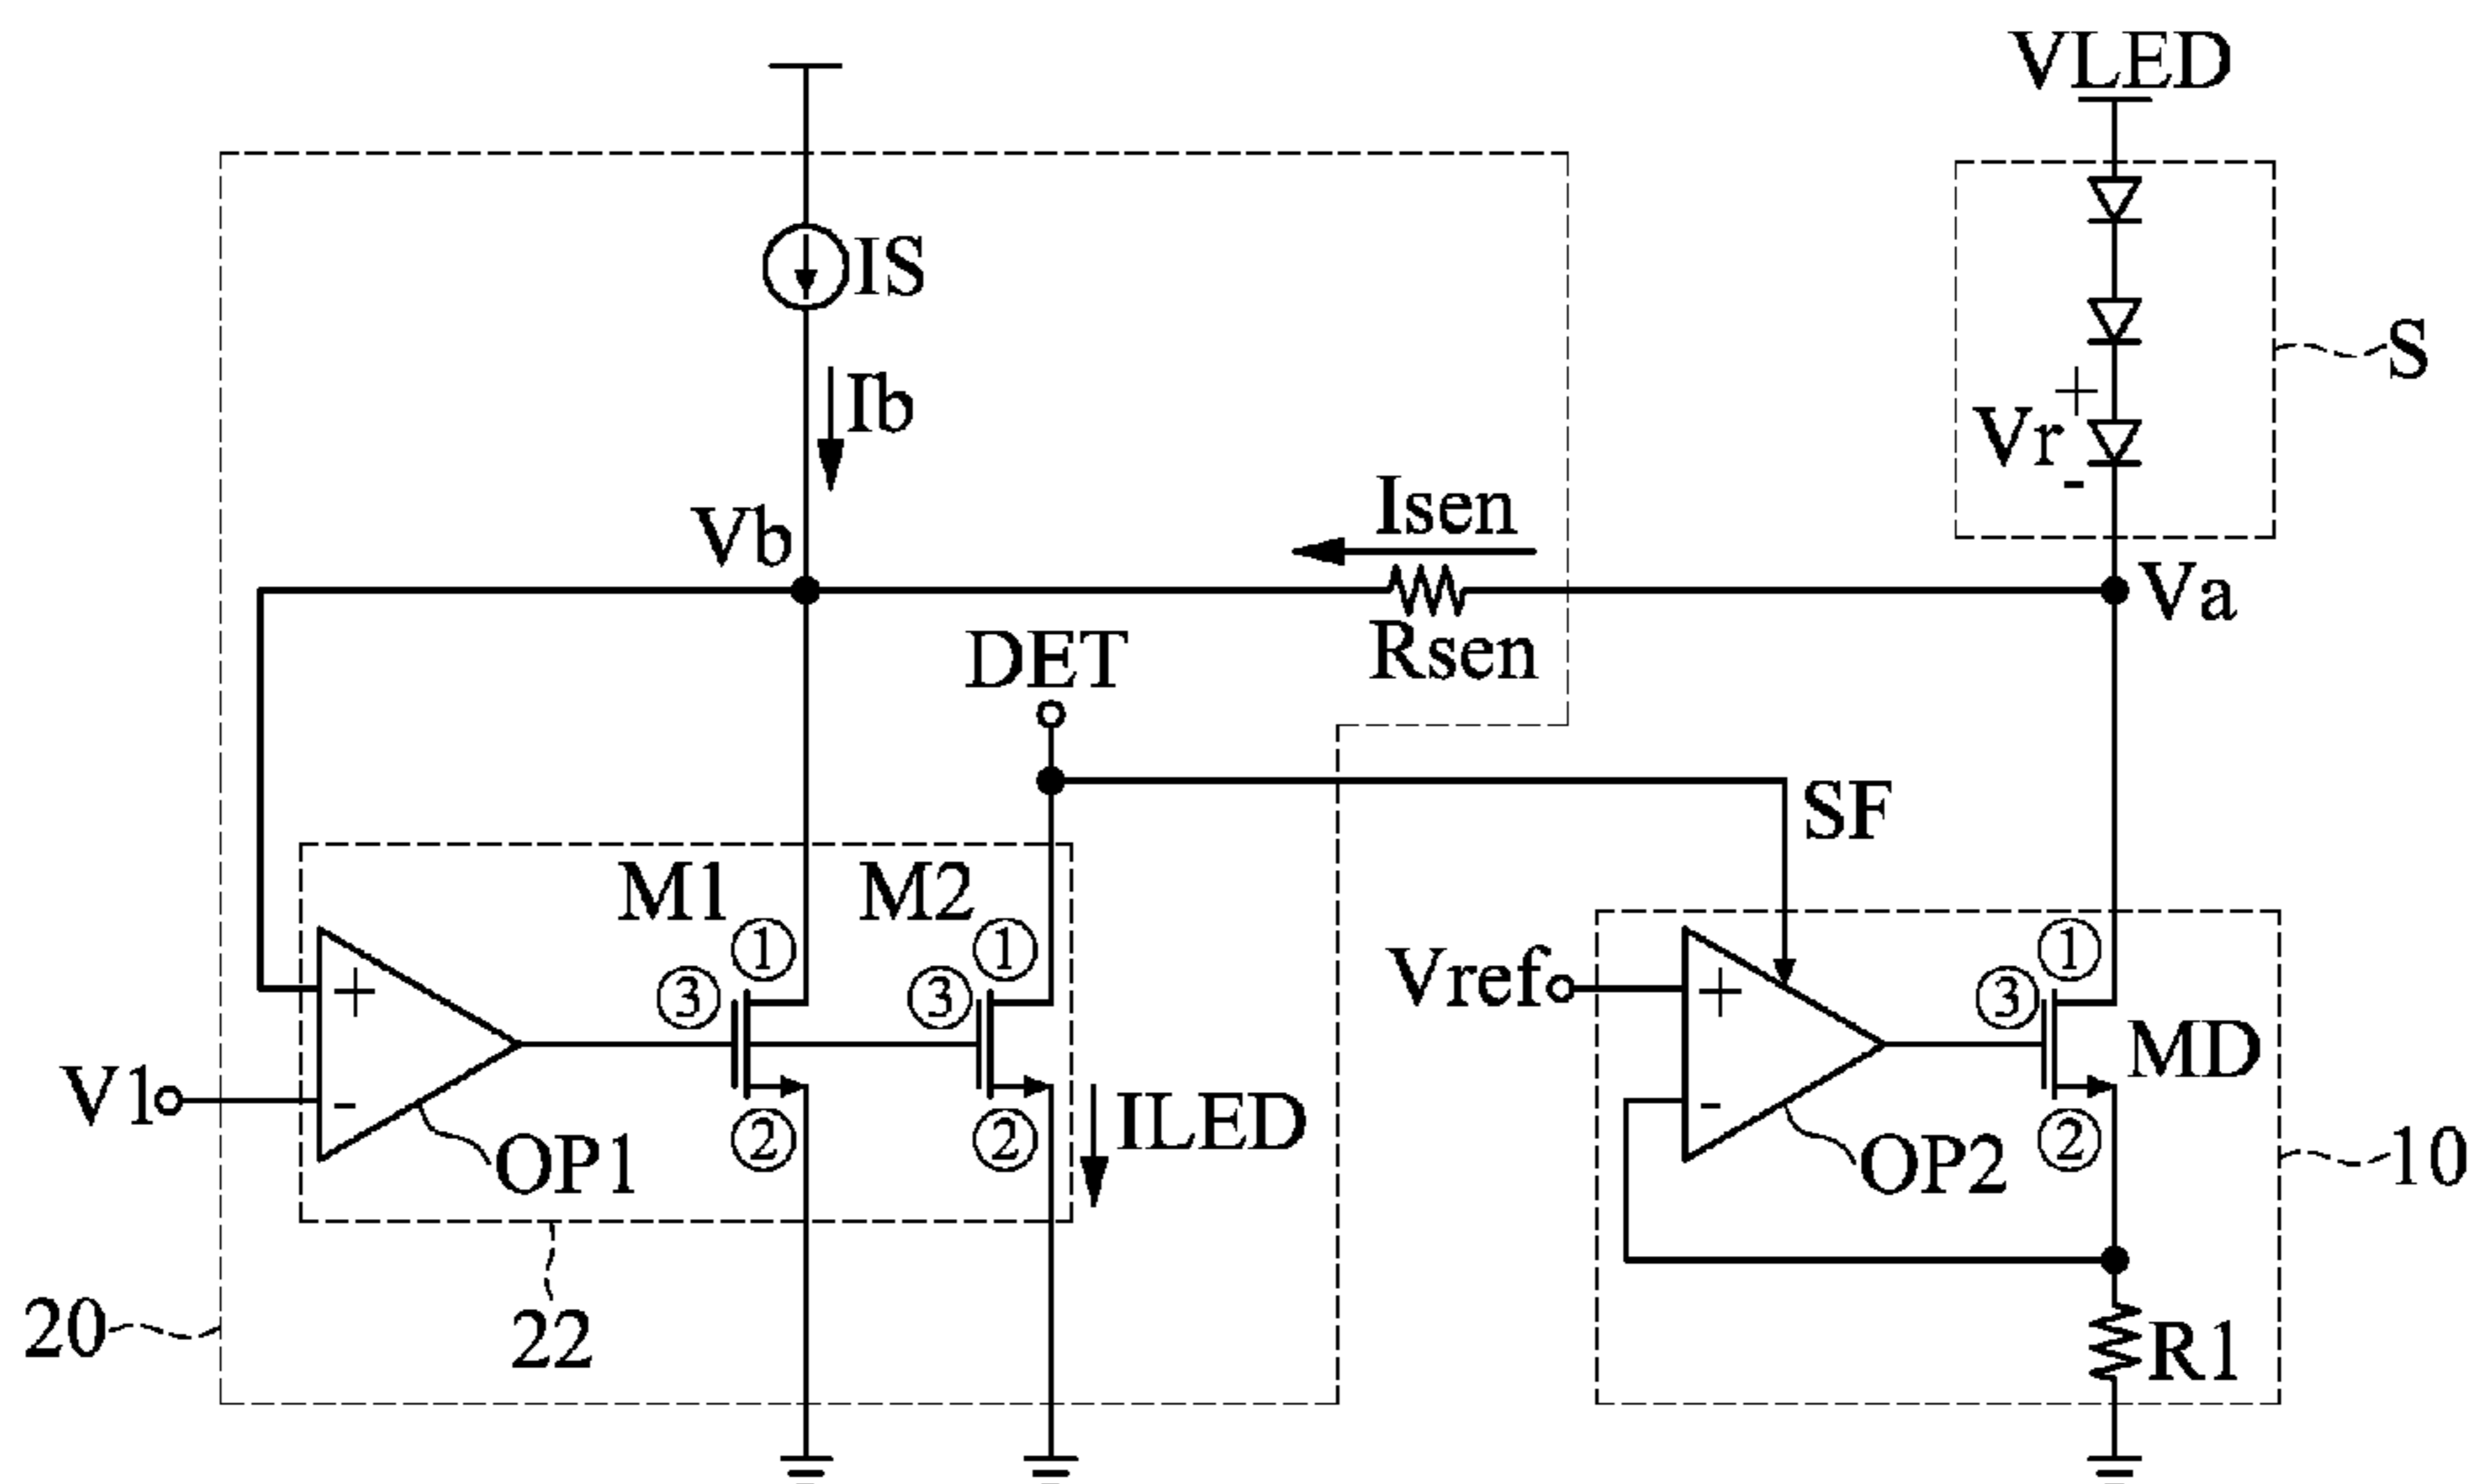 VLED
IS
Ib
S
+
Vr
-
Isen
Vb
Va
Rsen
DET
SF
M1
M2
①
①
①
③
③
③
Vref
+
+
MD
V1
-
-
ILED
OP1
②
②
OP2
②
10
20
22
R1